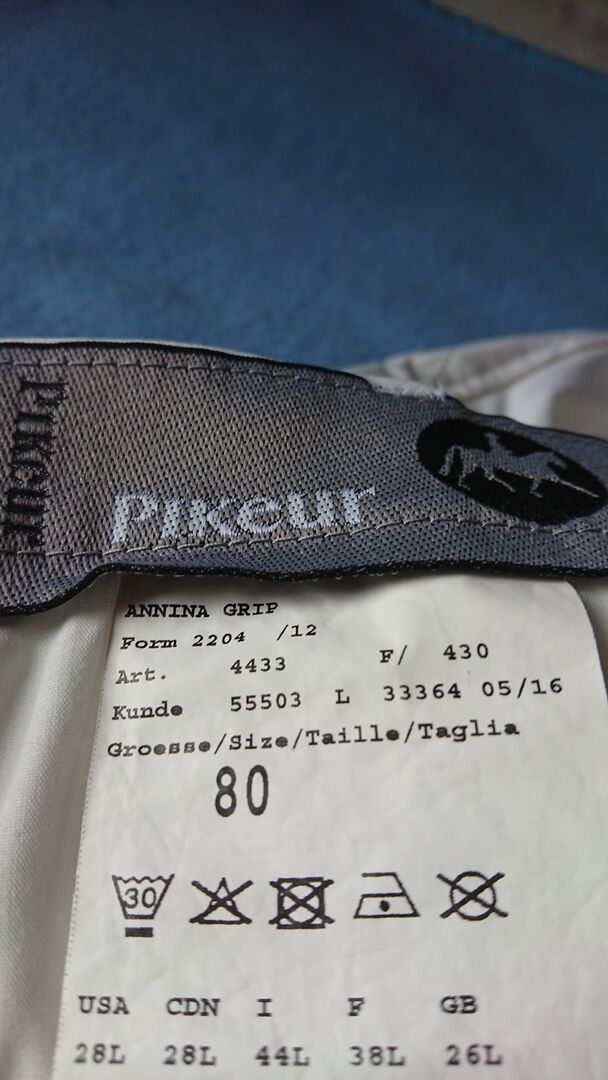 PIKEUR
Pikeur
ANNINA GRIP
Form 2204 /12
Art. 4433 F/ 430
Kunde 55503 L 33364 05/16
Groesse/Size/Taille/Taglia
80
30
USA CDN I F GB
28L 28L 44L 38L 26L